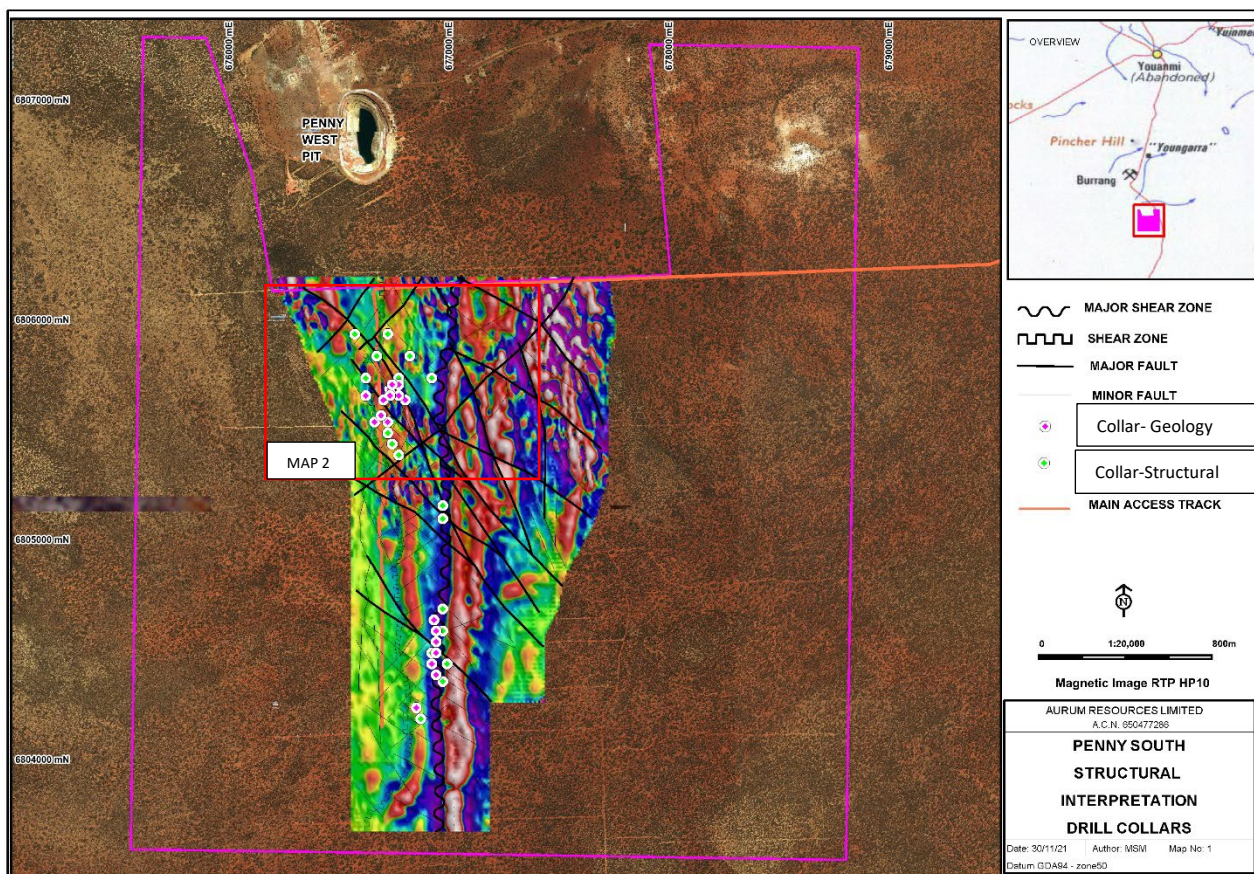 676000 mE
677000 mE
678000 mE
679000 mE
6807000 mN
6806000 mN
6805000 mN
6804000 mN
PENNY
WEST
PIT
MAP 2
OVERVIEW
Youanmi
(Abandoned)
ocks
Pincher Hill
"Youngarra"
Burrang
MAJOR SHEAR ZONE
SHEAR ZONE
MAJOR FAULT
MINOR FAULT
Collar- Geology
Collar-Structural
MAIN ACCESS TRACK
N
0 1:20,000 800m
Magnetic Image RTP HP10
AURUM RESOURCES LIMITED
A.C.N. 650477286
PENNY SOUTH
STRUCTURAL
INTERPRETATION
DRILL COLLARS
Date: 30/11/21 Author: MSM Map No: 1
Datum GDA94 - zone50